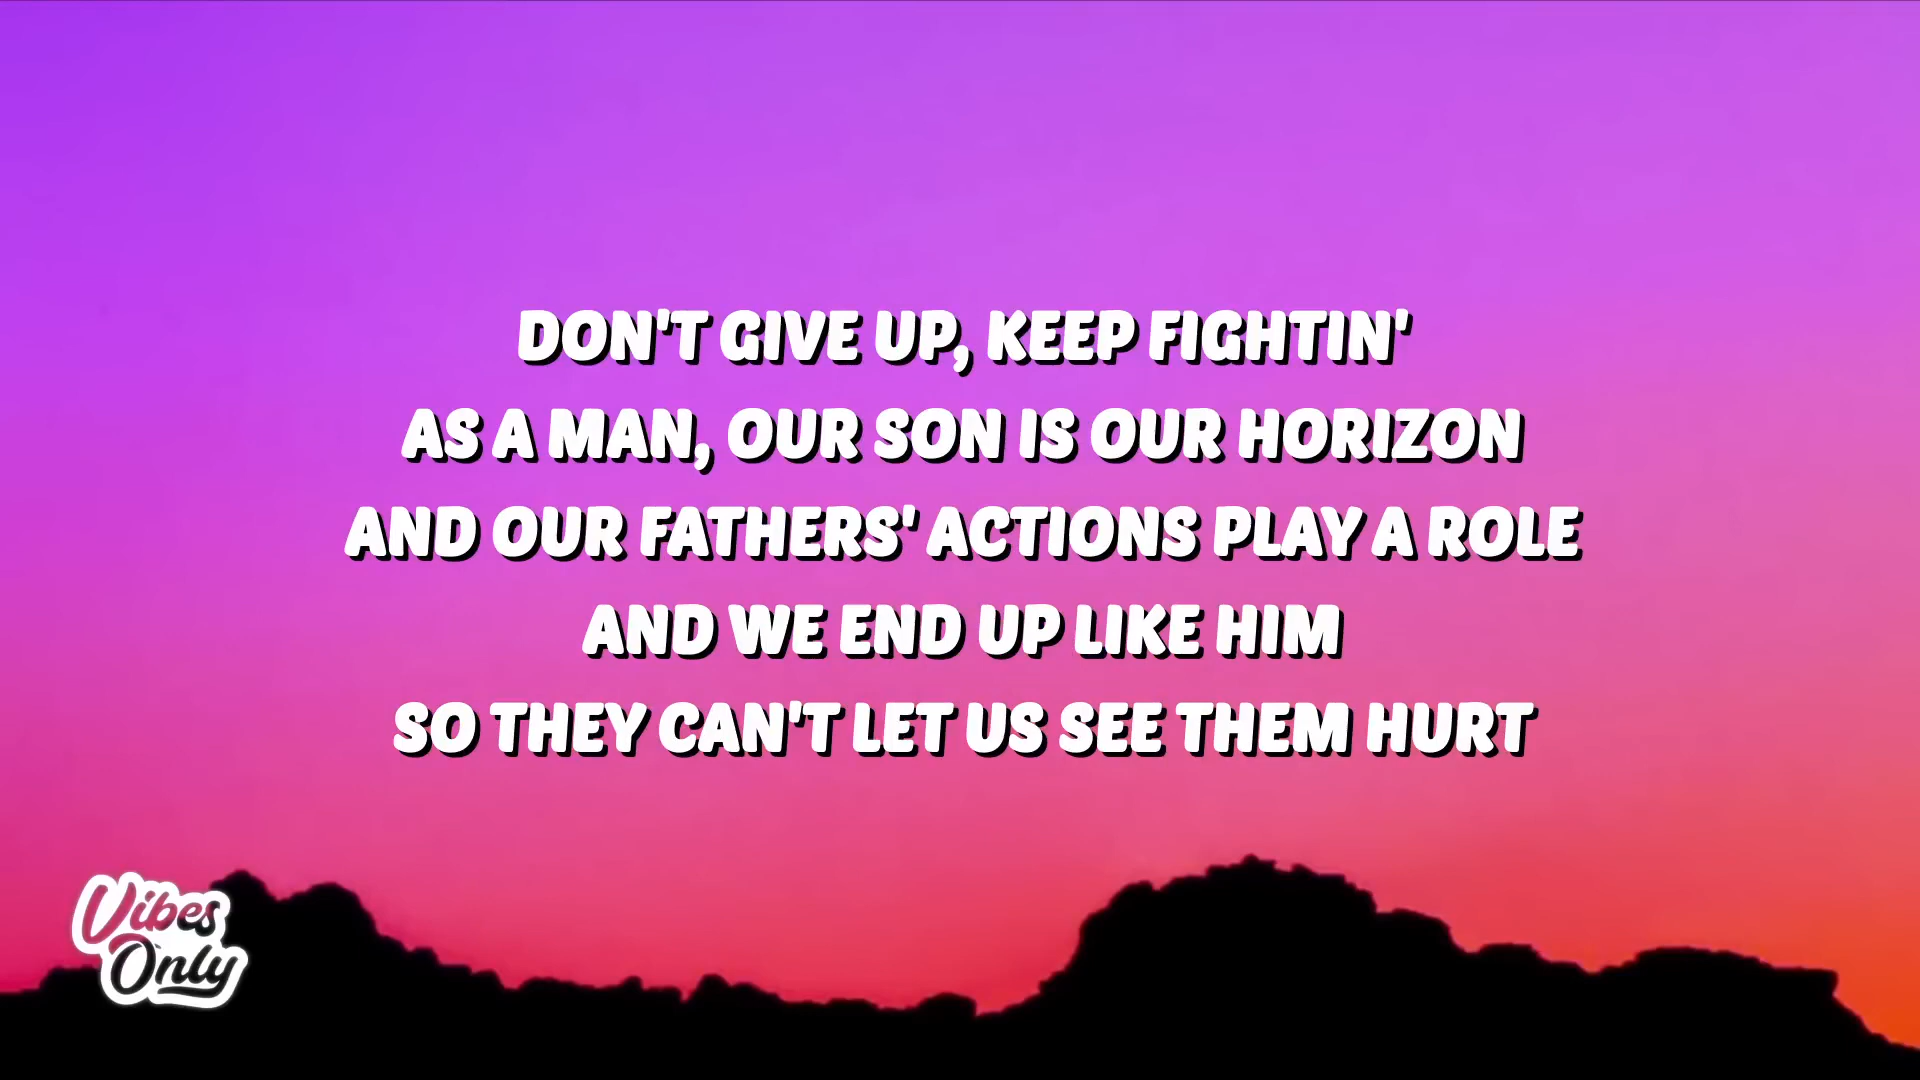 DON'T GIVE UP, KEEP FIGHTIN'
AS A MAN, OUR SON IS OUR HORIZON
AND OUR FATHERS' ACTIONS PLAY A ROLE
AND WE END UP LIKE HIM
SO THEY CAN'T LET US SEE THEM HURT
Vibes
Only